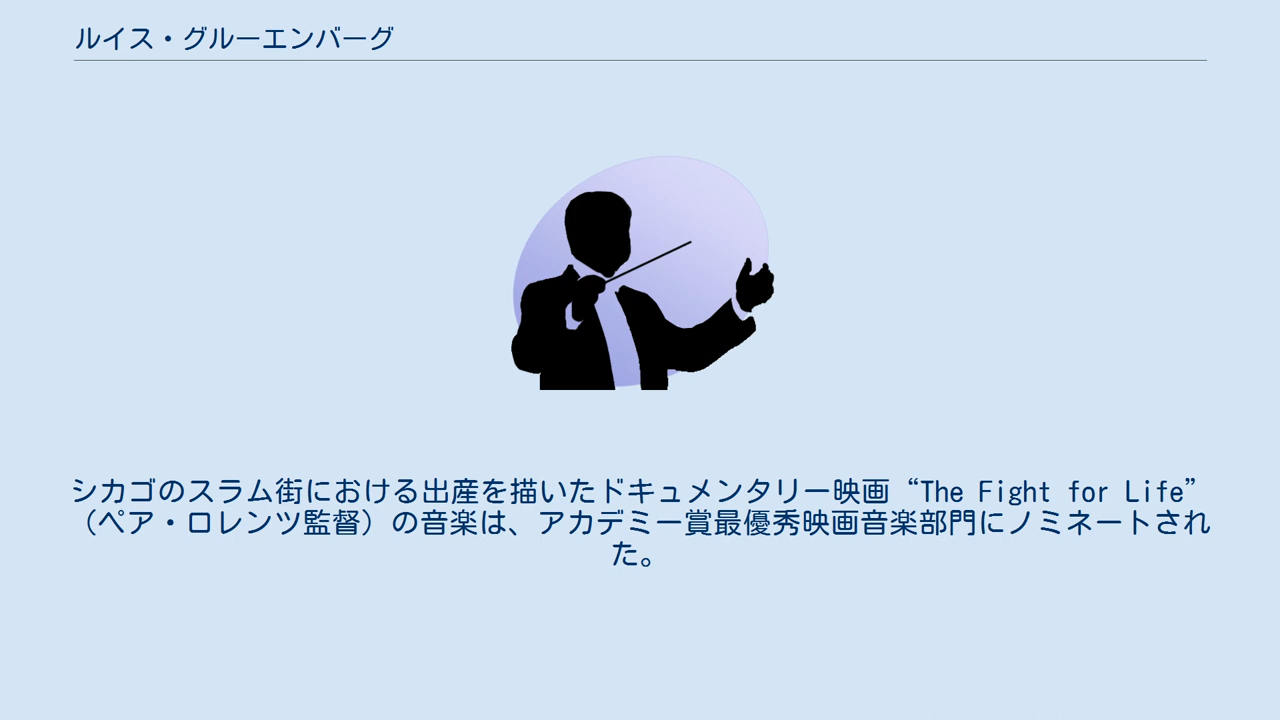 ルイス・グルーエンバーグ
シカゴのスラム街における出産を描いたドキュメンタリー映画“The Fight for Life”
（ペア・ロレンツ監督）の音楽は、アカデミー賞最優秀映画音楽部門にノミネートされ
た。